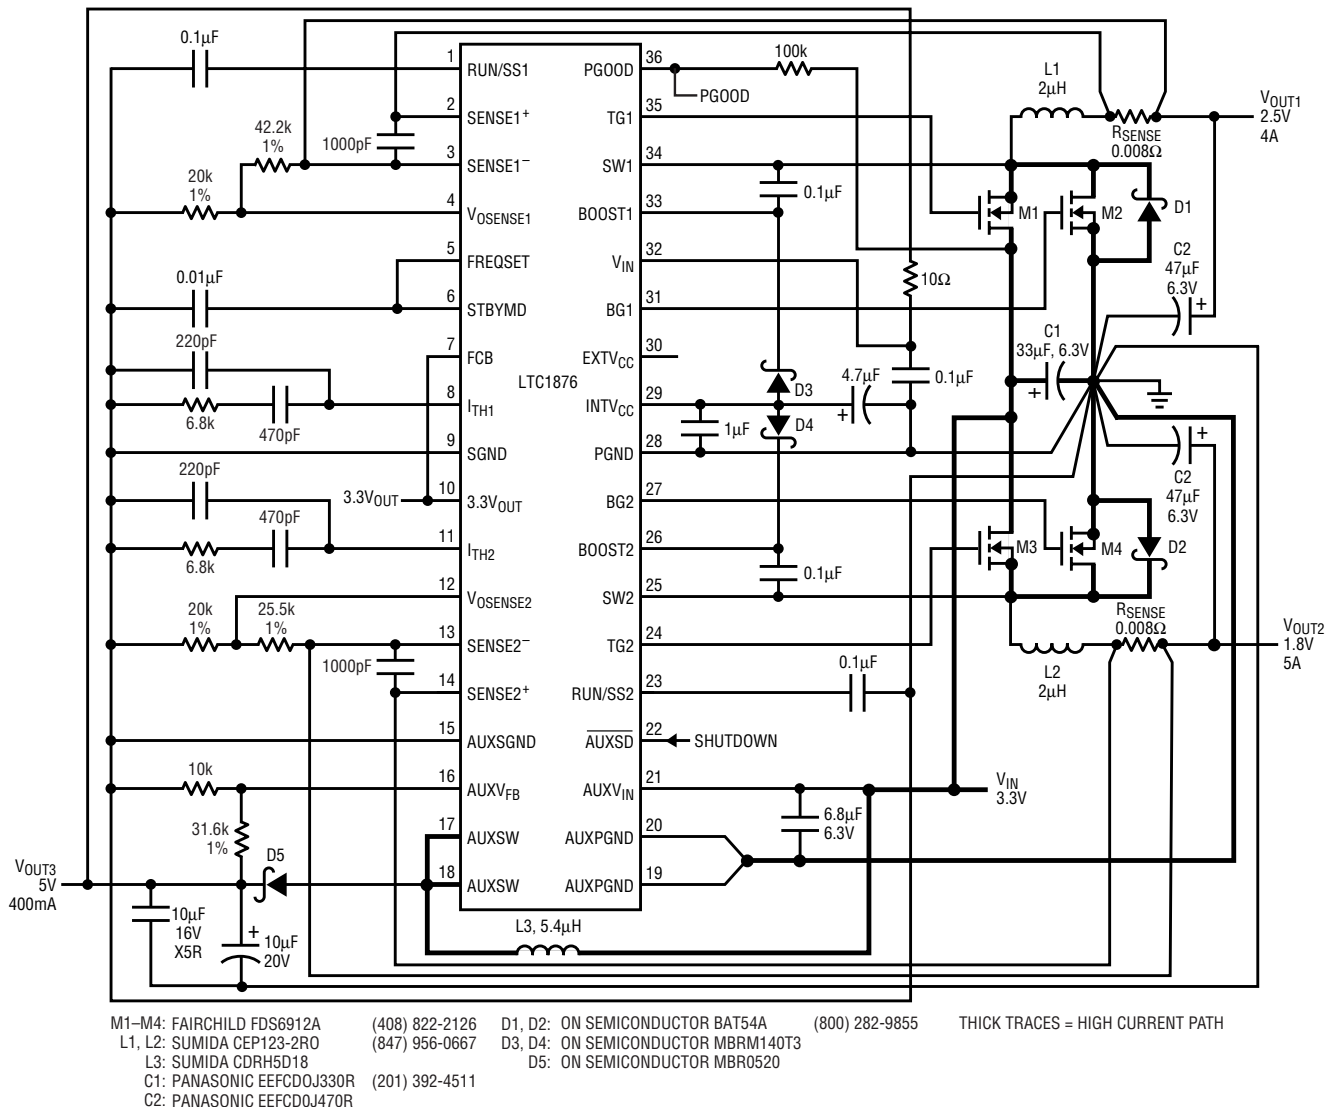 0.1µF
1
RUN/SS1
PGOOD
36
100k
PGOOD
L1
2µH
VOUT1
2.5V
4A
RSENSE
0.008Ω
2
SENSE1+
TG1
35
42.2k
1%
1000pF
3
SENSE1–
SW1
34
20k
1%
0.1µF
4
VOSENSE1
BOOST1
33
M1
M2
D1
5
FREQSET
VIN
32
10Ω
C2
47µF
6.3V
+
0.01µF
6
STBYMD
BG1
31
220pF
7
FCB
EXTVCC
30
C1
33µF, 6.3V
+
LTC1876
D3
4.7µF
+
0.1µF
6.8k
470pF
8
ITH1
INTVCC
29
D4
1µF
9
SGND
PGND
28
+
C2
47µF
6.3V
220pF
3.3VOUT
10
3.3VOUT
BG2
27
470pF
6.8k
11
ITH2
BOOST2
26
M3
M4
D2
0.1µF
12
VOSENSE2
SW2
25
20k
1%
25.5k
1%
RSENSE
0.008Ω
VOUT2
1.8V
5A
13
SENSE2–
TG2
24
L2
2µH
1000pF
0.1µF
14
SENSE2+
RUN/SS2
23
15
AUXSGND
AUXSD
22
SHUTDOWN
10k
16
AUXVFB
AUXVIN
21
VIN
3.3V
31.6k
1%
6.8µF
6.3V
17
AUXSW
AUXPGND
20
D5
VOUT3
5V
400mA
18
AUXSW
AUXPGND
19
10µF
16V
X5R
+
10µF
20V
L3, 5.4µH
M1–M4: FAIRCHILD FDS6912A (408) 822-2126 D1, D2: ON SEMICONDUCTOR BAT54A (800) 282-9855 THICK TRACES = HIGH CURRENT PATH
L1, L2: SUMIDA CEP123-2RO (847) 956-0667 D3, D4: ON SEMICONDUCTOR MBRM140T3
L3: SUMIDA CDRH5D18 D5: ON SEMICONDUCTOR MBR0520
C1: PANASONIC EEFCDOJ330R (201) 392-4511
C2: PANASONIC EEFCD0J470R